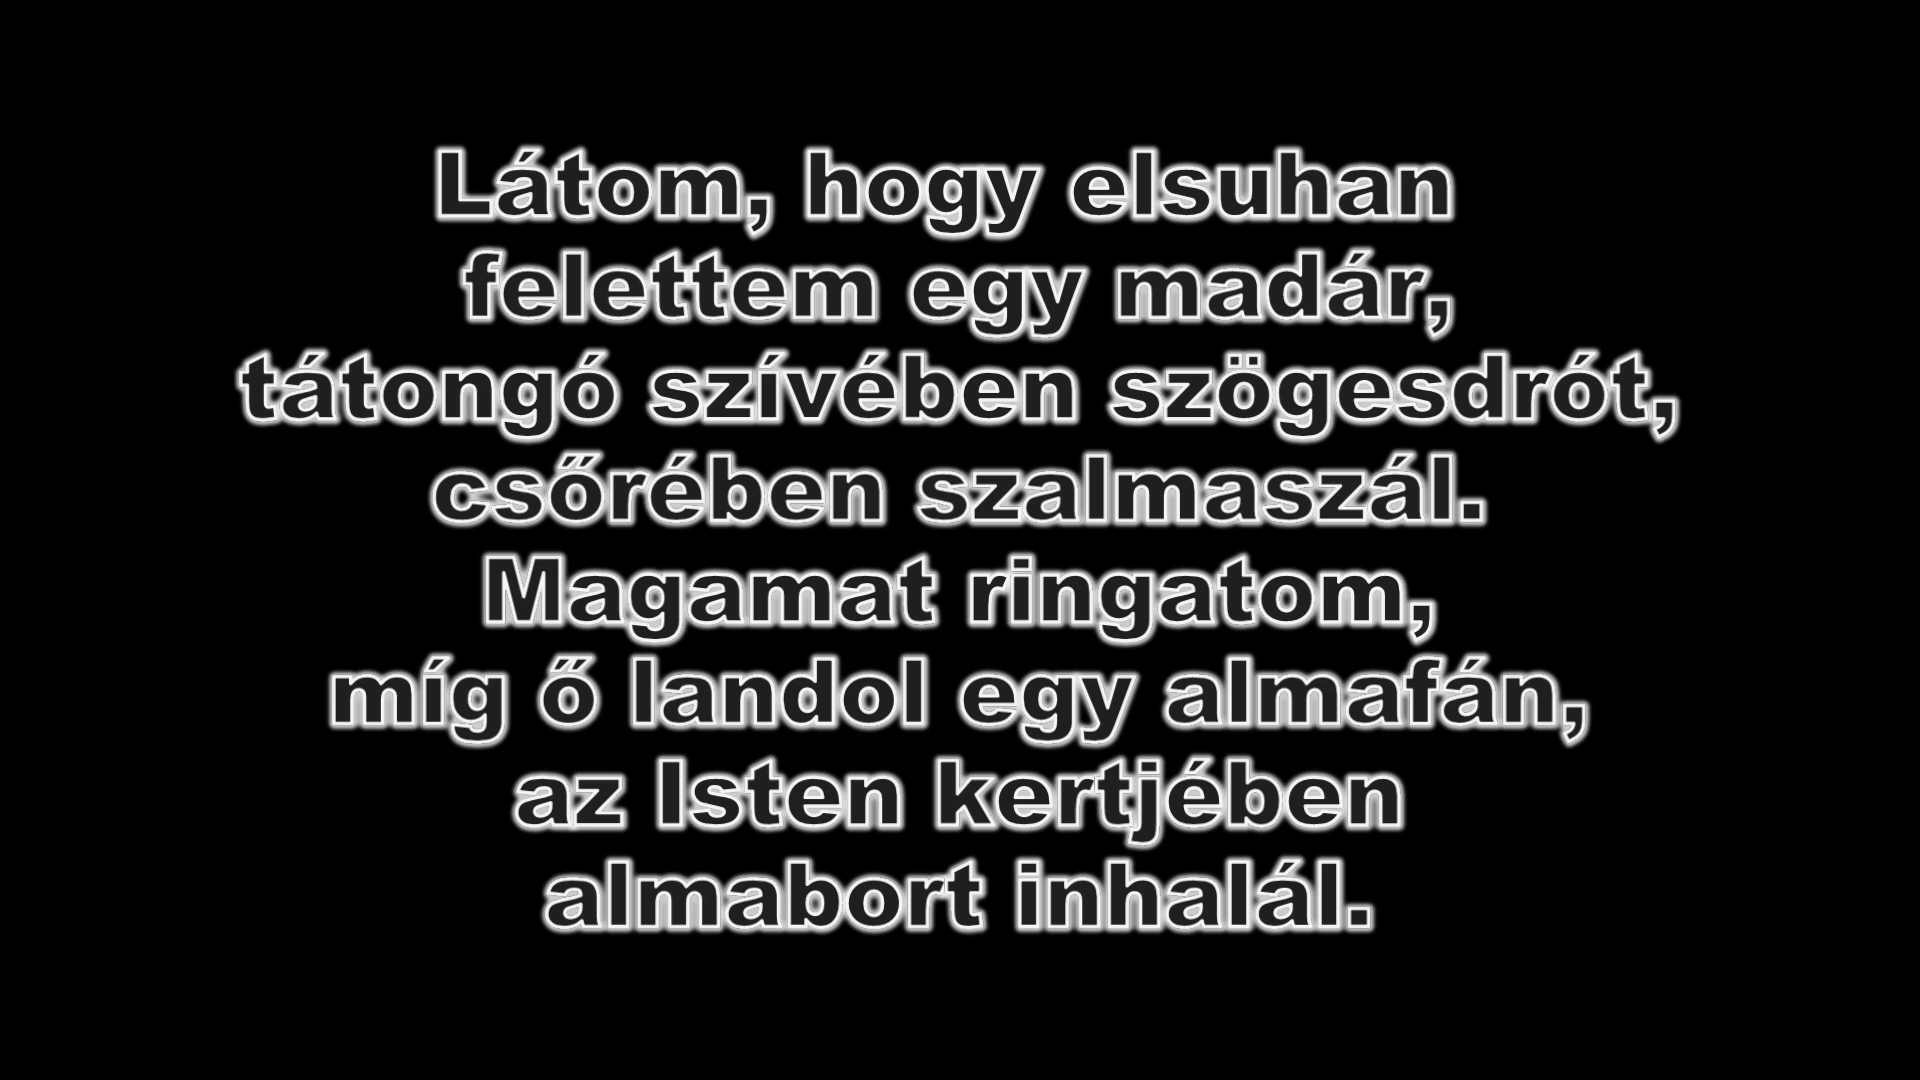 Látom, hogy elsuhan
felettem egy madár,
tátongó szívében szögesdrót,
csőrében szalmaszál.
Magamat ringatom,
míg ő landol egy almafán,
az Isten kertjében
almabort inhalál.